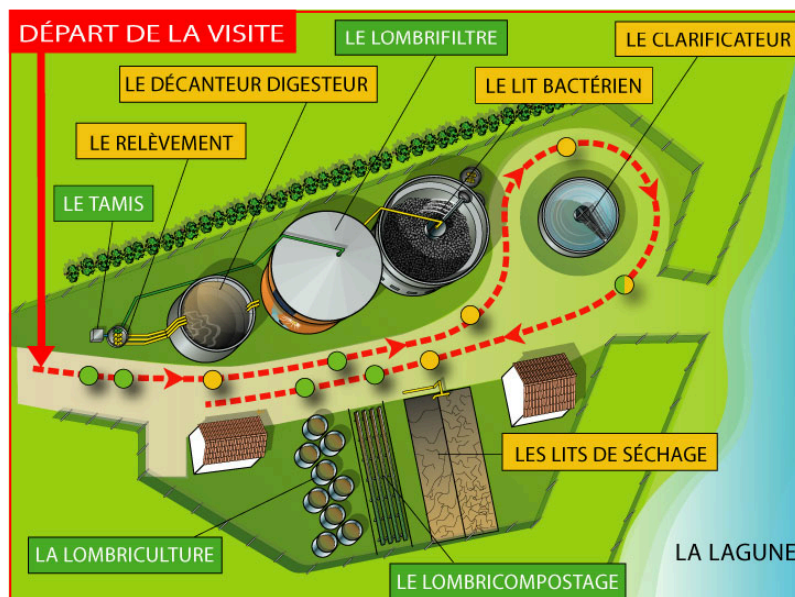 DÉPART DE LA VISITE
LE LOMBRIFILTRE
LE CLARIFICATEUR
LE DÉCANTEUR DIGESTEUR
LE LIT BACTÉRIEN
LE RELÈVEMENT
LE TAMIS
LES LITS DE SÉCHAGE
LA LOMBRICULTURE
LA LAGUNE
LE LOMBRICOMPOSTAGE